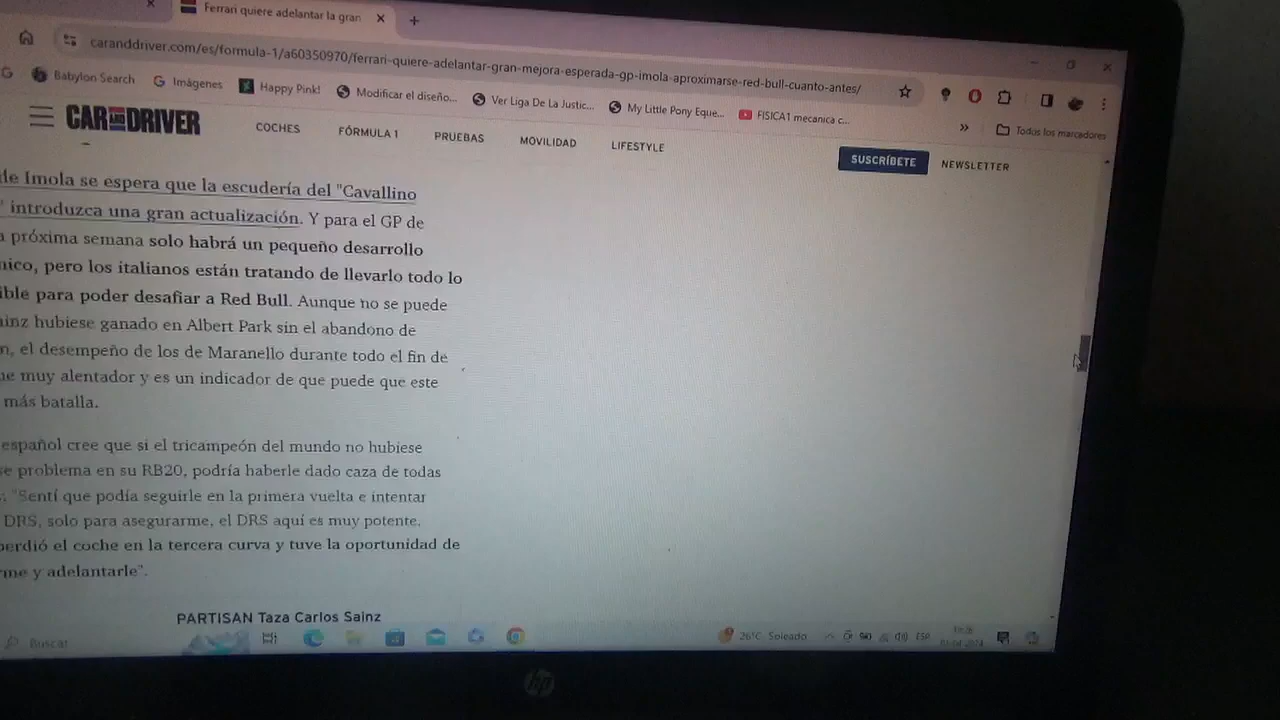 Ferrari quiere adelantar la gran
caranddriver.com/es/formula-1/a60350970/ferrari-quiere-adelantar-gran-mejora-esperada-gp-imola-aproximarse-red-bull-cuanto-antes/
Babylon Search
Imágenes
Happy Pink!
Modificar el diseño...
Ver Liga De La Justic...
My Little Pony Eque...
FISICA1 mecanica c...
Todos los marcadores
CAR AND DRIVER
COCHES
FÓRMULA 1
PRUEBAS
MOVILIDAD
LIFESTYLE
SUSCRÍBETE
NEWSLETTER
de Imola se espera que la escudería del "Cavallino
" introduzca una gran actualización. Y para el GP de
a próxima semana solo habrá un pequeño desarrollo
nico, pero los italianos están tratando de llevarlo todo lo
ible para poder desafiar a Red Bull. Aunque no se puede
ainz hubiese ganado en Albert Park sin el abandono de
n, el desempeño de los de Maranello durante todo el fin de
ue muy alentador y es un indicador de que puede que este
más batalla.
español cree que si el tricampeón del mundo no hubiese
se problema en su RB20, podría haberle dado caza de todas
: "Sentí que podía seguirle en la primera vuelta e intentar
DRS, solo para asegurarme, el DRS aquí es muy potente.
perdió el coche en la tercera curva y tuve la oportunidad de
rme y adelantarle".
PARTISAN Taza Carlos Sainz
Buscar
26°C Soleado
ESP
hp